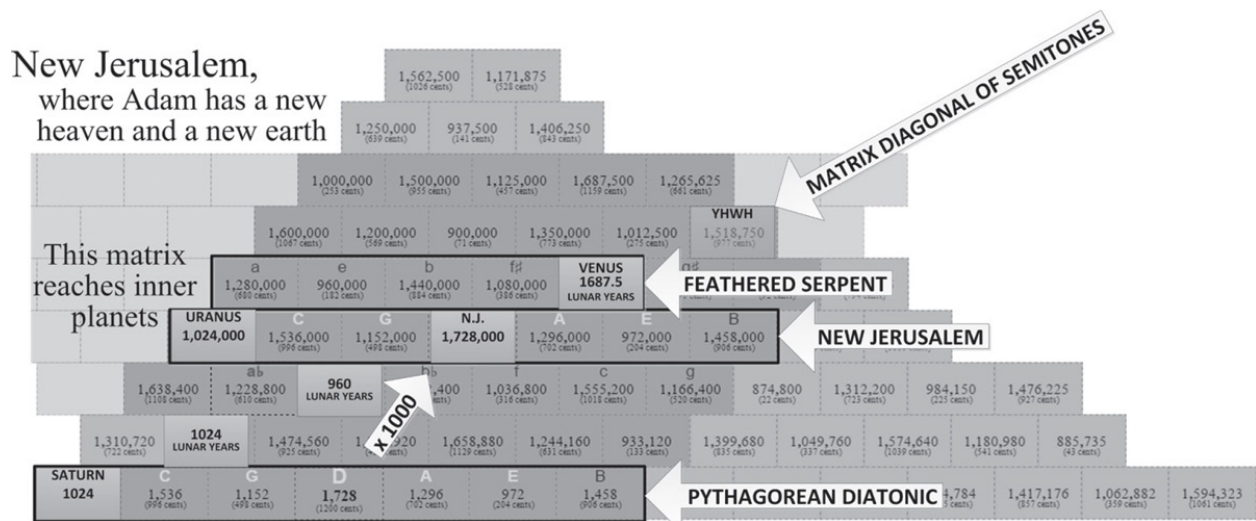 New Jerusalem,
where Adam has a new
heaven and a new earth
This matrix
reaches inner
planets
MATRIX DIAGONAL OF SEMITONES
1,562,500 1,171,875
(1026 cents) (528 cents)
1,250,000 937,500 1,406,250
(639 cents) (141 cents) (843 cents)
1,000,000 1,500,000 1,125,000 1,687,500 1,265,625
(253 cents) (955 cents) (457 cents) (1159 cents) (661 cents)
YHWH
1,600,000 1,200,000 900,000 1,350,000 1,012,500 1,518,750
(1067 cents) (569 cents) (71 cents) (773 cents) (275 cents) (977 cents)
a e b f# VENUS g#
1,280,000 960,000 1,440,000 1,080,000 1687.5
(680 cents) (182 cents) (884 cents) (386 cents) LUNAR YEARS
FEATHERED SERPENT
URANUS C G N.J. A E B
1,024,000 1,536,000 1,152,000 1,728,000 1,296,000 972,000 1,458,000
(996 cents) (498 cents) (702 cents) (204 cents) (906 cents)
NEW JERUSALEM
a♭ b♭ f c g
1,638,400 1,228,800 960 ,400 1,036,800 1,555,200 1,166,400 874,800 1,312,200 984,150 1,476,225
(1108 cents) (610 cents) LUNAR YEARS (316 cents) (1018 cents) (520 cents) (22 cents) (723 cents) (225 cents) (927 cents)
x 1000
1,310,720 1024 1,474,560 920 1,658,880 1,244,160 933,120 1,399,680 1,049,760 1,574,640 1,180,980 885,735
(722 cents) LUNAR YEARS (925 cents) (1129 cents) (631 cents) (133 cents) (835 cents) (337 cents) (1039 cents) (541 cents) (43 cents)
SATURN C G D A E B
1024 1,536 1,152 1,728 1,296 972 1,458 4,784 1,417,176 1,062,882 1,594,323
(996 cents) (498 cents) (1200 cents) (702 cents) (204 cents) (906 cents) (857 cents) (359 cents) (1061 cents)
PYTHAGOREAN DIATONIC